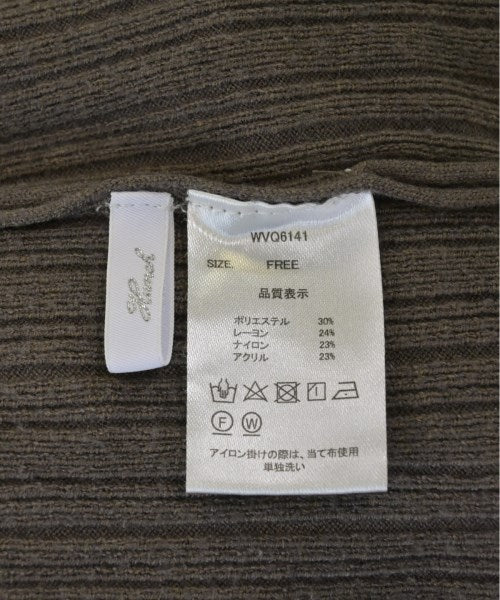 WVQ6141
SIZE. FREE
品質表示
ポリエステル 30%
レーヨン 24%
ナイロン 23%
アクリル 23%
F W
アイロン掛けの際は、当て布使用
単独洗い